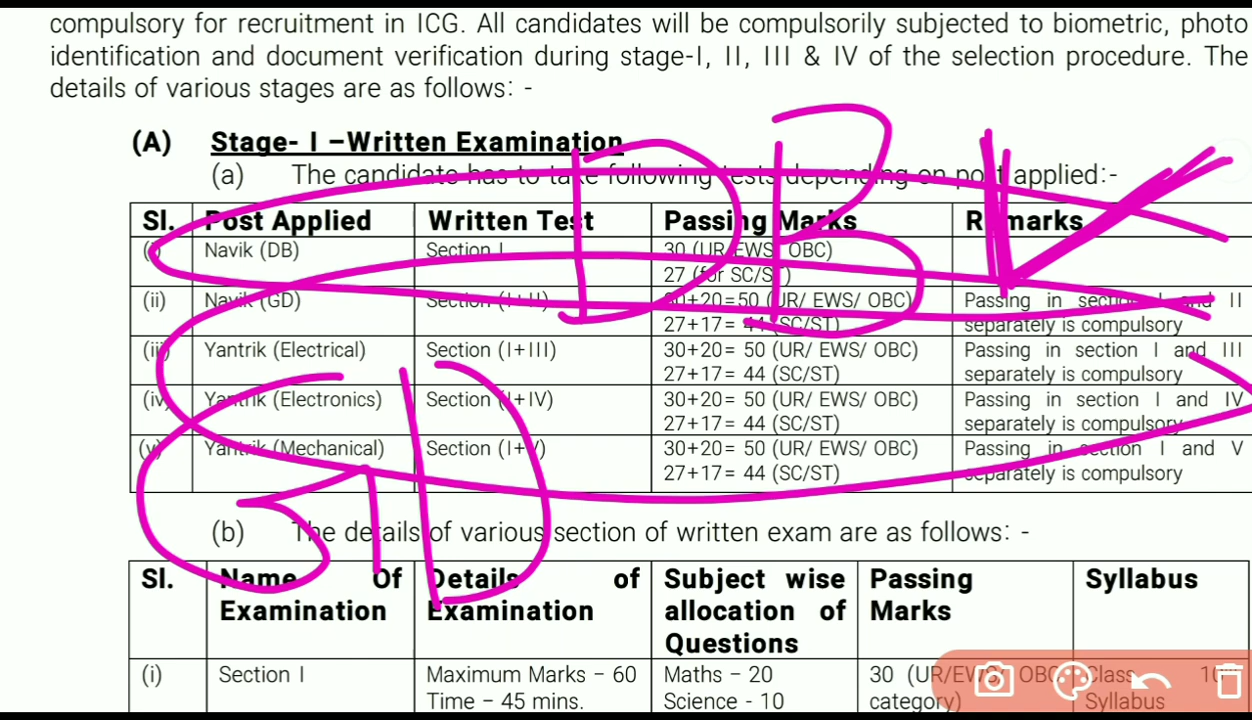 compulsory for recruitment in ICG. All candidates will be compulsorily subjected to biometric, photo
identification and document verification during stage-I, II, III & IV of the selection procedure. The
details of various stages are as follows: -
(A) Stage- I –Written Examination
(a) The candidate has to take following tests depending on post applied:-
Sl. Post Applied Written Test Passing Marks Remarks
(i) Navik (DB) Section I 30 (UR/EWS/ OBC)
27 (for SC/ST)
(ii) Navik (GD) Section (I+II) 30+20=50 (UR/ EWS/ OBC) Passing in section I and II
27+17= 44 (SC/ST) separately is compulsory
(iii) Yantrik (Electrical) Section (I+III) 30+20= 50 (UR/ EWS/ OBC) Passing in section I and III
27+17= 44 (SC/ST) separately is compulsory
(iv) Yantrik (Electronics) Section (I+IV) 30+20= 50 (UR/ EWS/ OBC) Passing in section I and IV
27+17= 44 (SC/ST) separately is compulsory
(v) Yantrik (Mechanical) Section (I+V) 30+20= 50 (UR/ EWS/ OBC) Passing in section I and V
27+17= 44 (SC/ST) separately is compulsory
DB
GD
(b) The details of various section of written exam are as follows: -
Sl. Name Of Details of Subject wise Passing Syllabus
Examination Examination allocation of Marks
Questions
(i) Section I Maximum Marks – 60 Maths – 20 30 (UR/EWS/ OBC Class 10th
Time – 45 mins. Science - 10 category) Syllabus